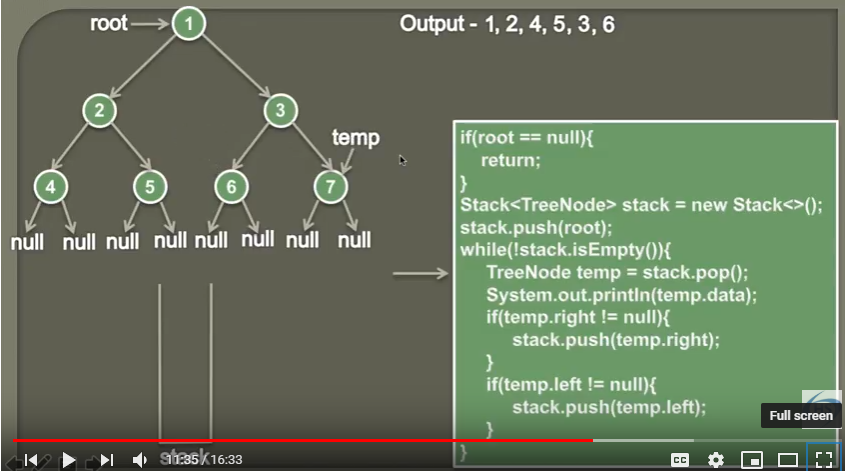 root
1
Output - 1, 2, 4, 5, 3, 6
2
3
temp
4
5
6
7
null null null null null null null null
if(root == null){
return;
}
Stack<TreeNode> stack = new Stack<>();
stack.push(root);
while(!stack.isEmpty()){
TreeNode temp = stack.pop();
System.out.println(temp.data);
if(temp.right != null){
stack.push(temp.right);
}
if(temp.left != null){
stack.push(temp.left);
}
}
Full screen
stack
11:35 / 16:33
CC